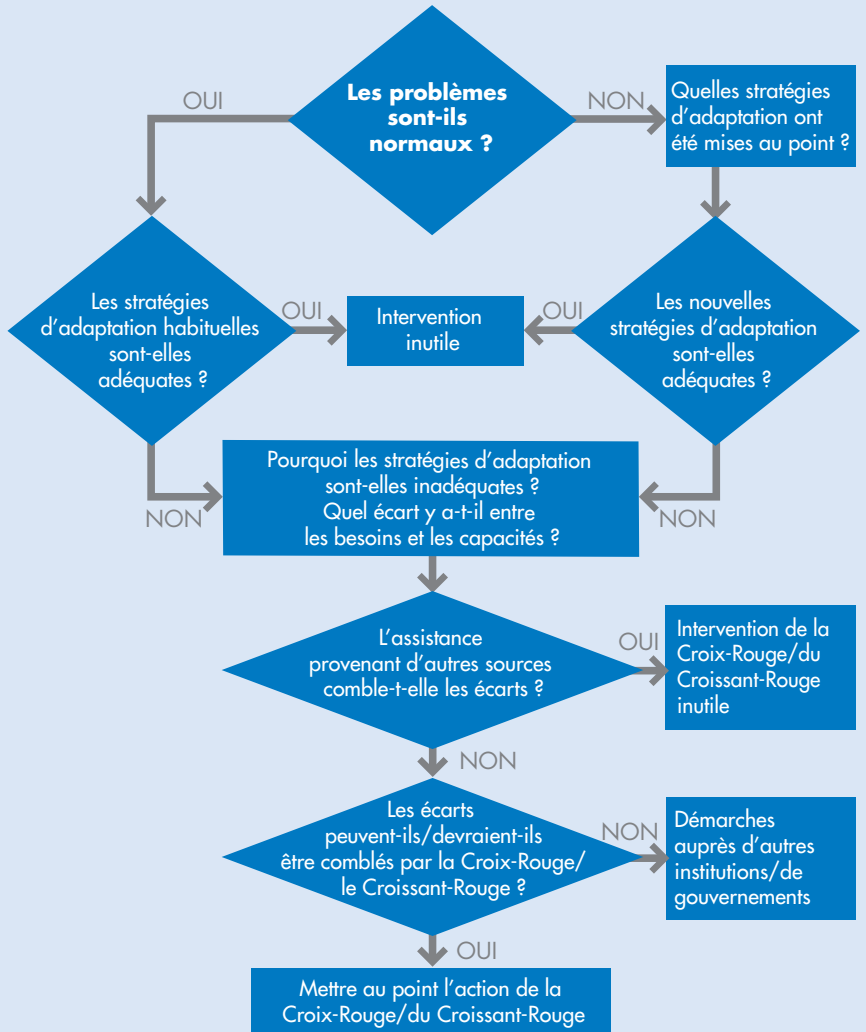 Les problèmes
sont-ils
normaux ?
OUI
NON
Quelles stratégies
d'adaptation ont
été mises au point ?
Les stratégies
d'adaptation habituelles
sont-elles
adéquates ?
OUI
Intervention
inutile
OUI
Les nouvelles
stratégies d'adaptation
sont-elles
adéquates ?
NON
Pourquoi les stratégies d'adaptation
sont-elles inadéquates ?
Quel écart y a-t-il entre
les besoins et les capacités ?
NON
L'assistance
provenant d'autres sources
comble-t-elle les écarts ?
OUI
Intervention de la
Croix-Rouge/du
Croissant-Rouge
inutile
NON
Les écarts
peuvent-ils/devraient-ils
être comblés par la Croix-Rouge/
le Croissant-Rouge ?
NON
Démarches
auprès d'autres
institutions/de
gouvernements
OUI
Mettre au point l'action de la
Croix-Rouge/du Croissant-Rouge